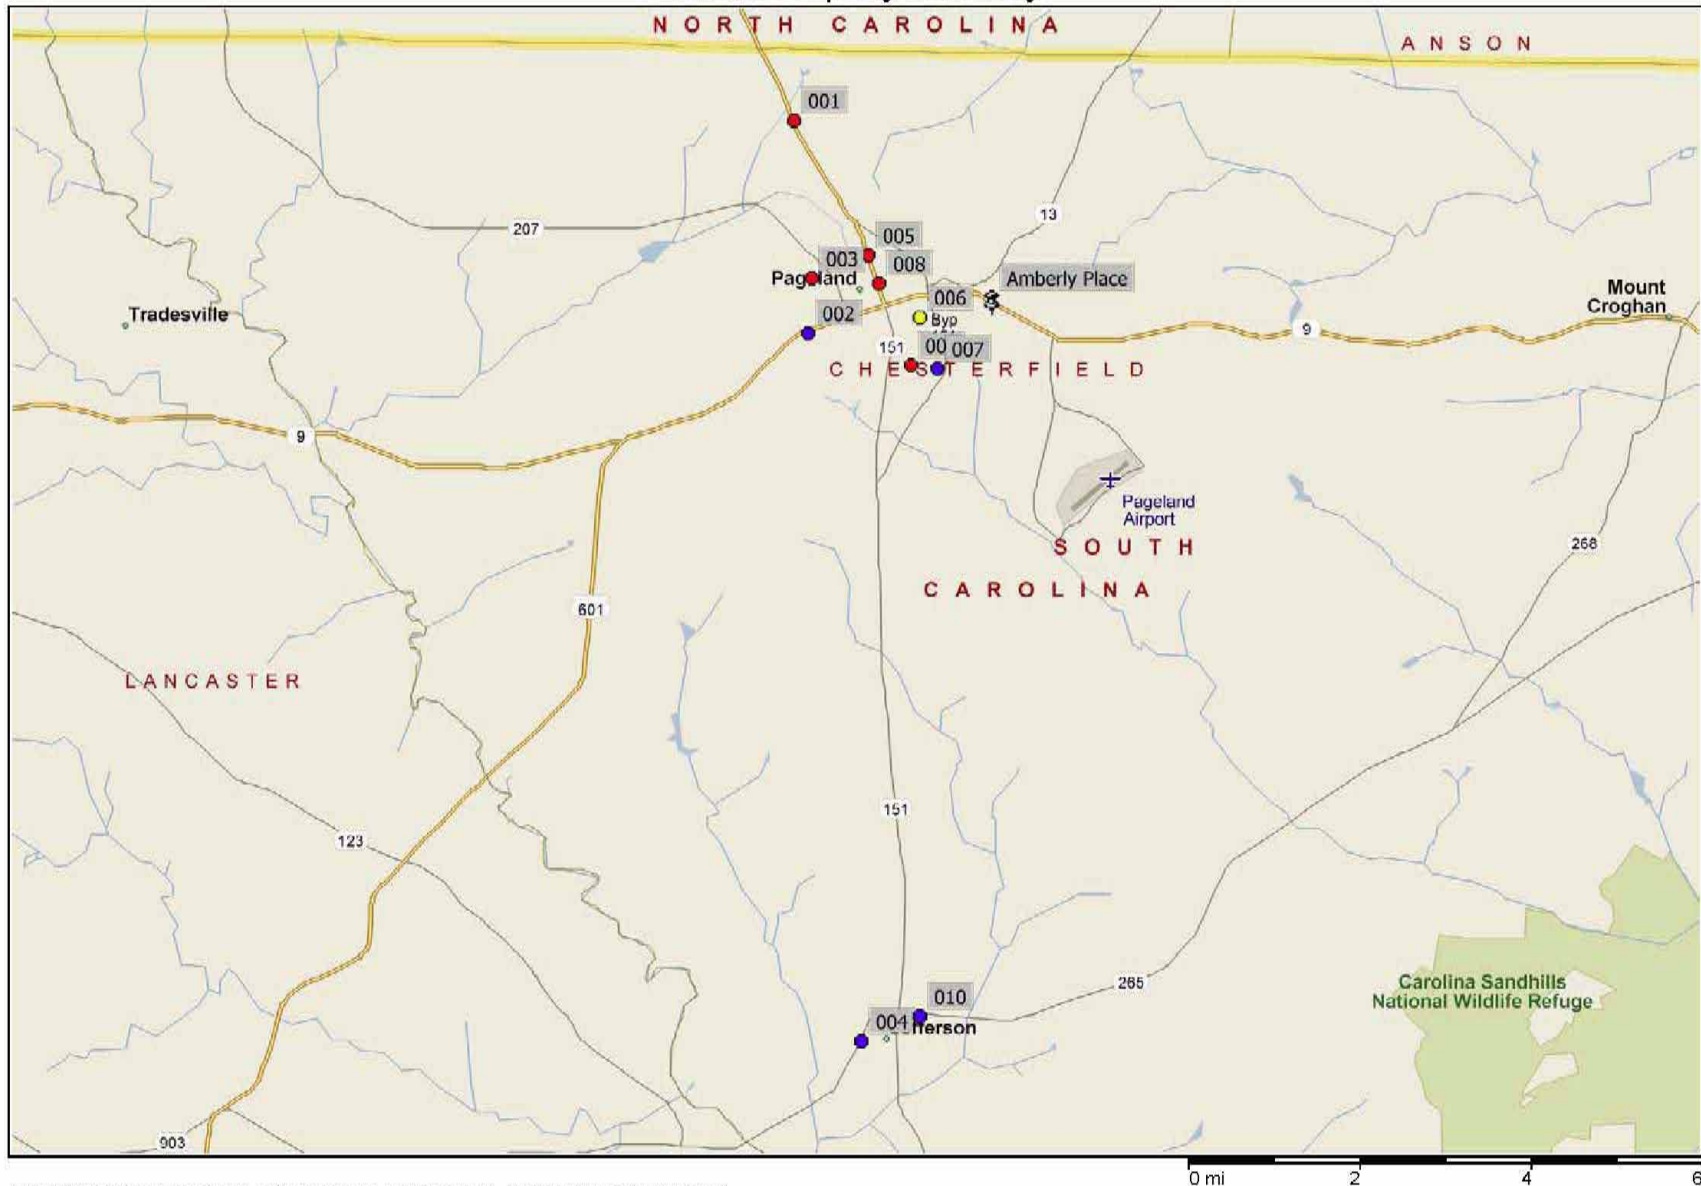 NORTH CAROLINA
ANSON
001
13
207
005
003
008
Pageland
Amberly Place
006
Mount
Croghan
Tradesville
002
Byp
9
151
00
007
CHESTERFIELD
9
Pageland
Airport
SOUTH
268
CAROLINA
601
LANCASTER
151
123
265
Carolina Sandhills
National Wildlife Refuge
010
004
fferson
903
0 mi
2
4
6